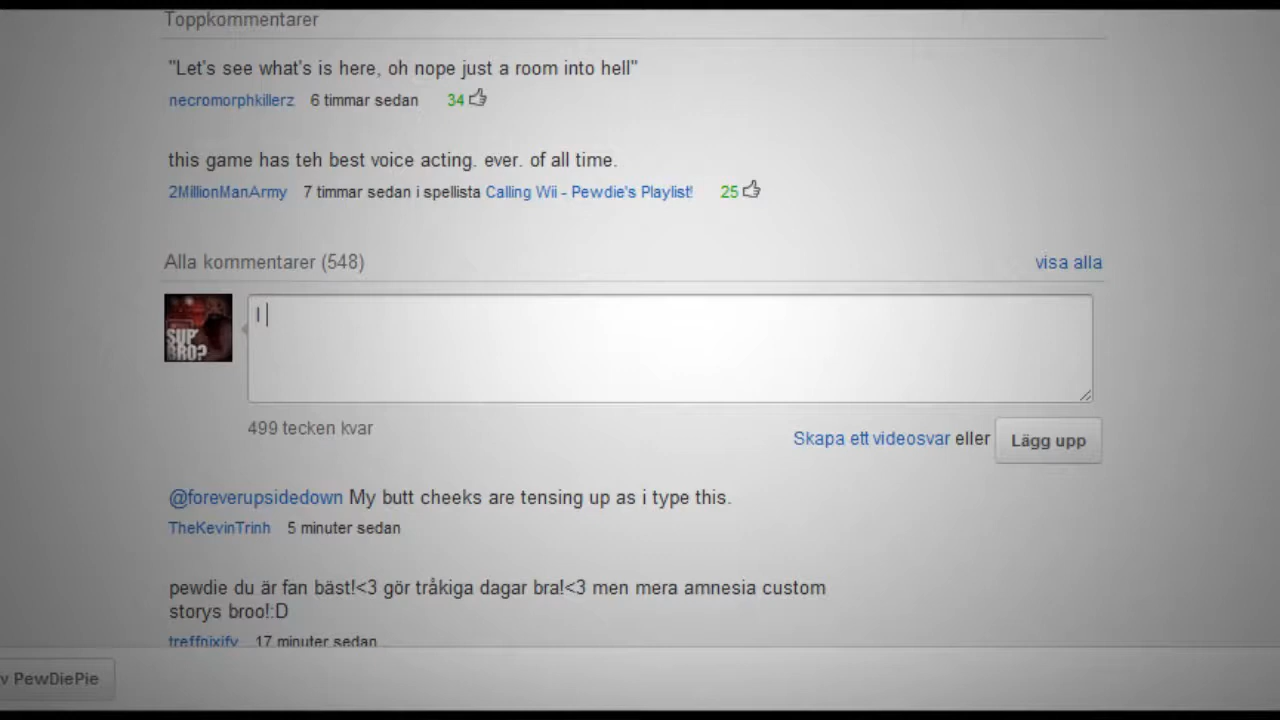 Toppkommentarer
"Let's see what's is here, oh nope just a room into hell"
necromorphkillerz 6 timmar sedan 34
this game has teh best voice acting. ever. of all time.
2MillionManArmy 7 timmar sedan i spellista Calling Wii - Pewdie's Playlist! 25
Alla kommentarer (548) visa alla
SUP BRO?
I
499 tecken kvar
Skapa ett videosvar eller Lägg upp
@foreverupsidedown My butt cheeks are tensing up as i type this.
TheKevinTrinh 5 minuter sedan
pewdie du är fan bäst!<3 gör tråkiga dagar bra!<3 men mera amnesia custom
storys broo!:D
treffnixify 17 minuter sedan
v PewDiePie